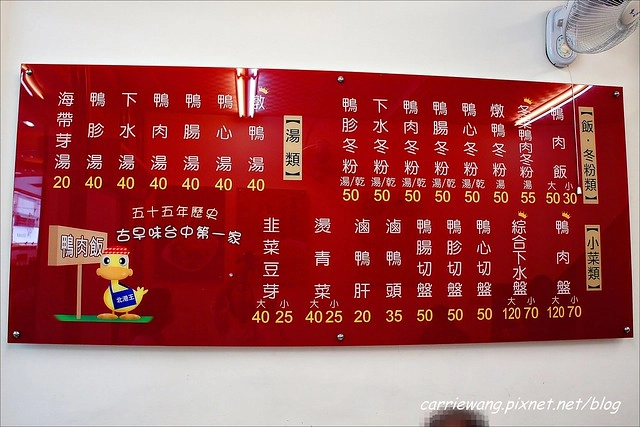 【飯．冬粉類】
鴨肉飯 大 50 小 30
鴨肉冬粉 湯 55
燉鴨冬粉 湯 50
鴨心冬粉 湯/乾 50
鴨腸冬粉 湯/乾 50
鴨肉冬粉 湯/乾 50
下水冬粉 湯/乾 50
鴨胗冬粉 湯/乾 50
【湯類】
燉鴨湯 40
鴨心湯 40
鴨腸湯 40
鴨肉湯 40
下水湯 40
鴨胗湯 40
海帶芽湯 20
【小菜類】
鴨肉盤 大 120 小 70
綜合下水盤 大 120 小 70
鴨心切盤 50
鴨胗切盤 50
鴨腸切盤 50
滷鴨頭 35
滷鴨肝 20
燙青菜 大 40 小 25
韭菜豆芽 大 40 小 25
五十五年歷史
古早味台中第一家
鴨肉飯
北港王
carriewang.pixnet.net/blog